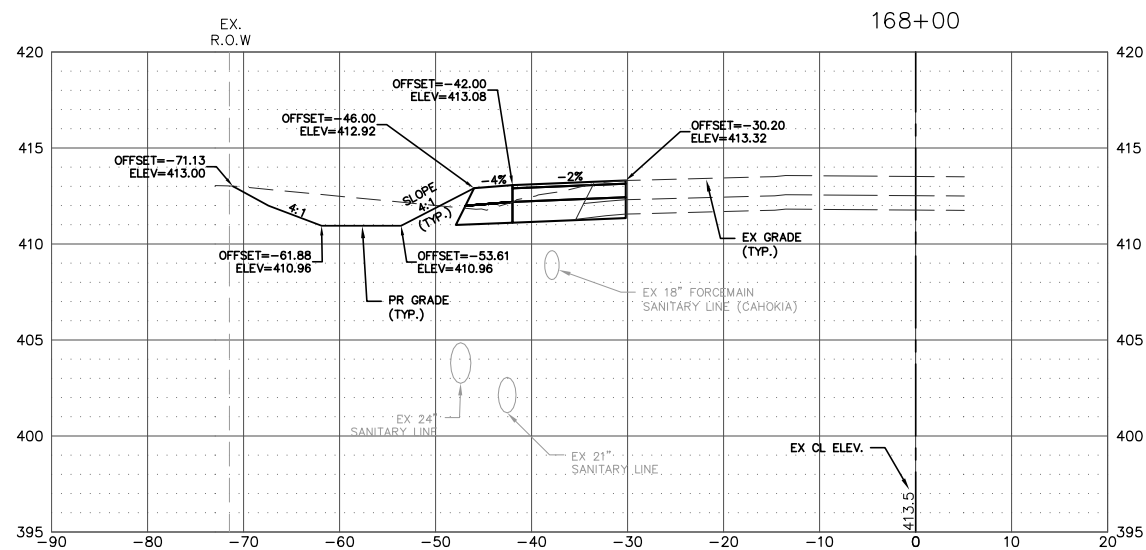 168+00
EX.
R.O.W
420
420
OFFSET=-42.00
ELEV=413.08
OFFSET=-46.00
ELEV=412.92
OFFSET=-30.20
ELEV=413.32
415
415
OFFSET=-71.13
ELEV=413.00
-4%
-2%
4:1
SLOPE
4:1
(TYP.)
EX GRADE
(TYP.)
410
410
OFFSET=-61.88
ELEV=410.96
OFFSET=-53.61
ELEV=410.96
PR GRADE
(TYP.)
EX 18" FORCEMAIN
SANITARY LINE (CAHOKIA)
405
405
EX 24"
SANITARY LINE
EX 21"
SANITARY LINE
400
400
EX CL ELEV.
413.5
395
395
-90
-80
-70
-60
-50
-40
-30
-20
-10
0
10
20